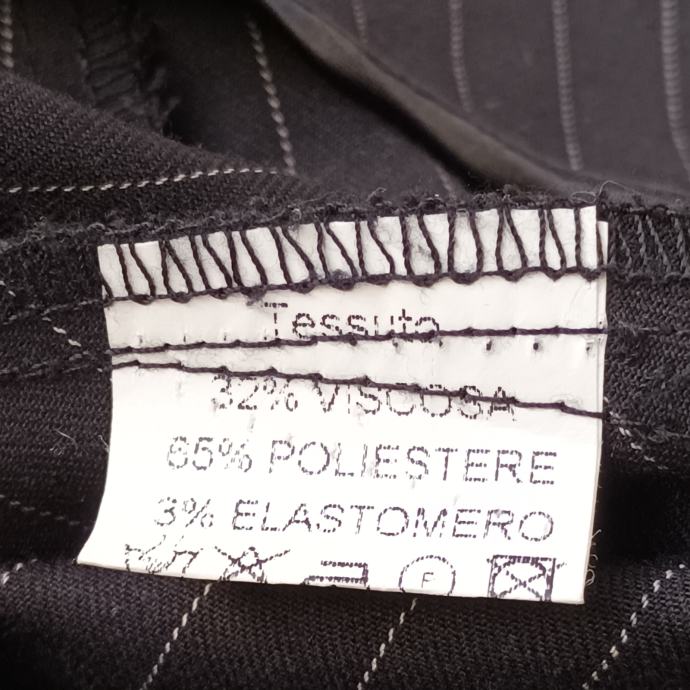 Tessuto
32% VISCOSA
65% POLIESTERE
3% ELASTOMERO
F